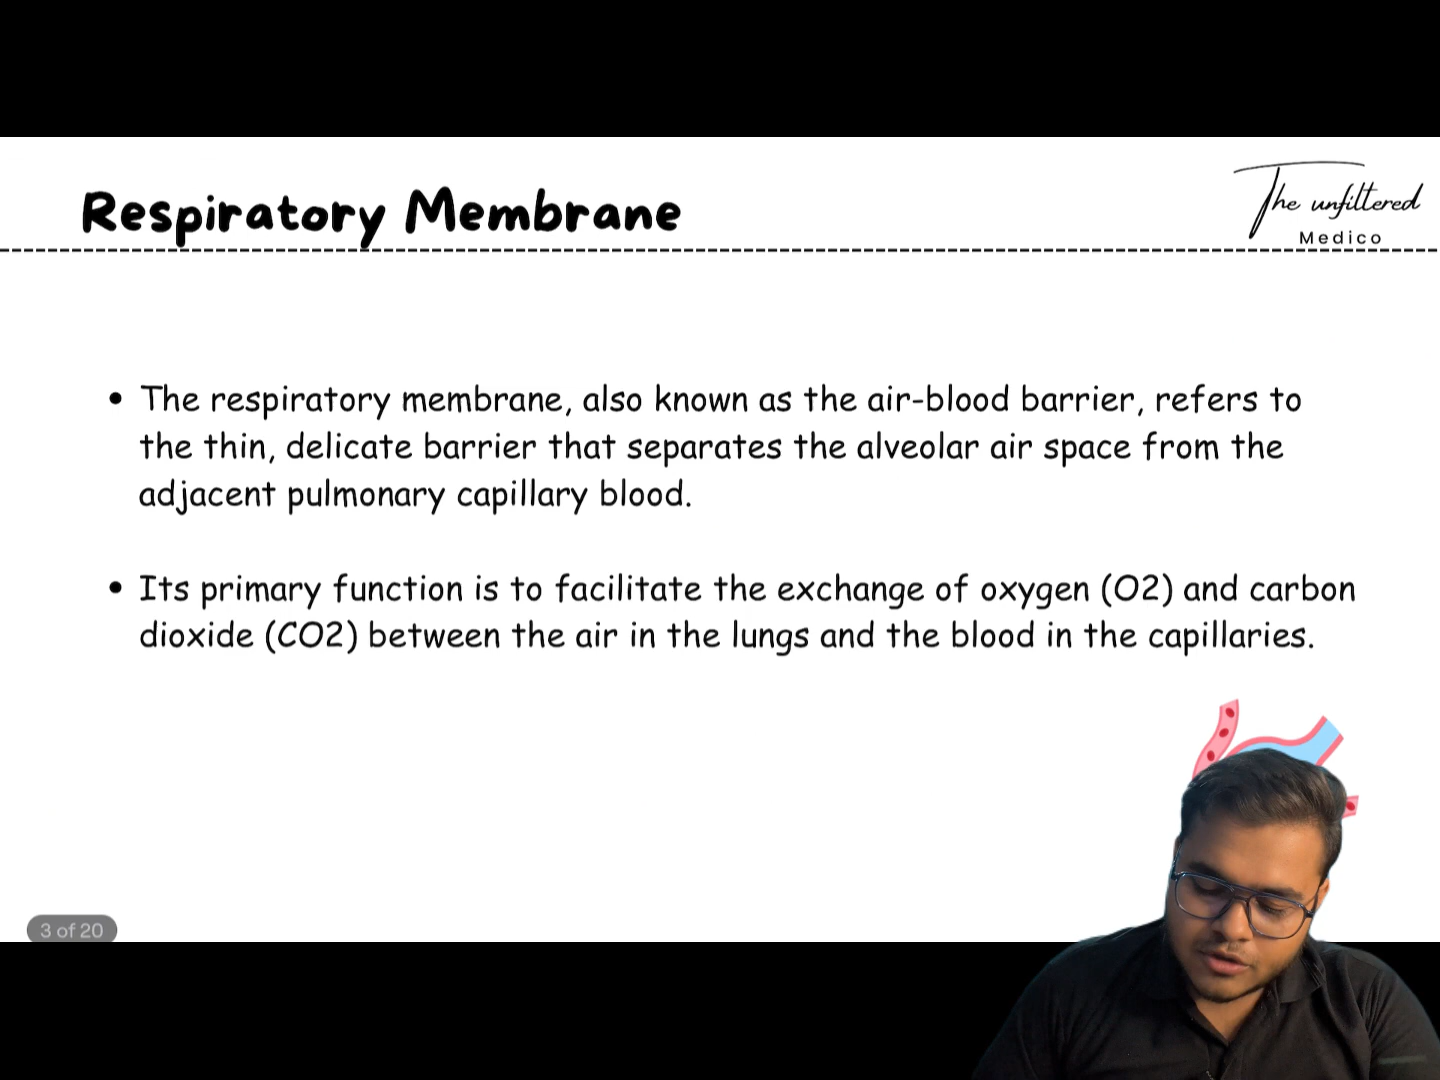 Respiratory Membrane
The unfiltered
Medico
• The respiratory membrane, also known as the air-blood barrier, refers to
the thin, delicate barrier that separates the alveolar air space from the
adjacent pulmonary capillary blood.
• Its primary function is to facilitate the exchange of oxygen (O2) and carbon
dioxide (CO2) between the air in the lungs and the blood in the capillaries.
3 of 20